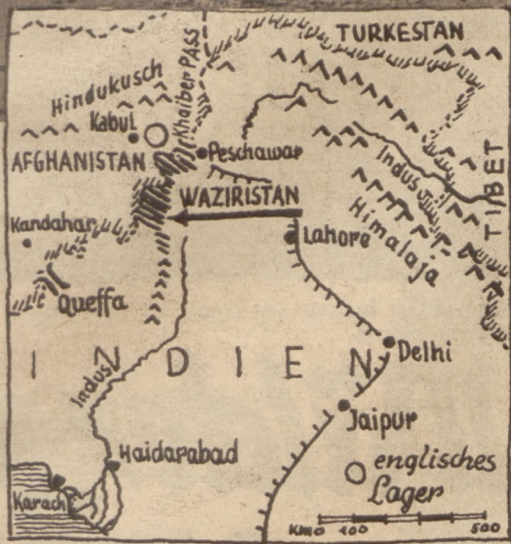 TURKESTAN
Hindukusch
Khaiber PASS
Kabul
Peschawar
AFGHANISTAN
Indus
TIBET
WAZIRISTAN
Himalaja
Kandahar
Lahore
Queffa
INDIEN
Delhi
Indus
Jaipur
Haidarabad
englisches
Lager
Karach
Km 0 100 500